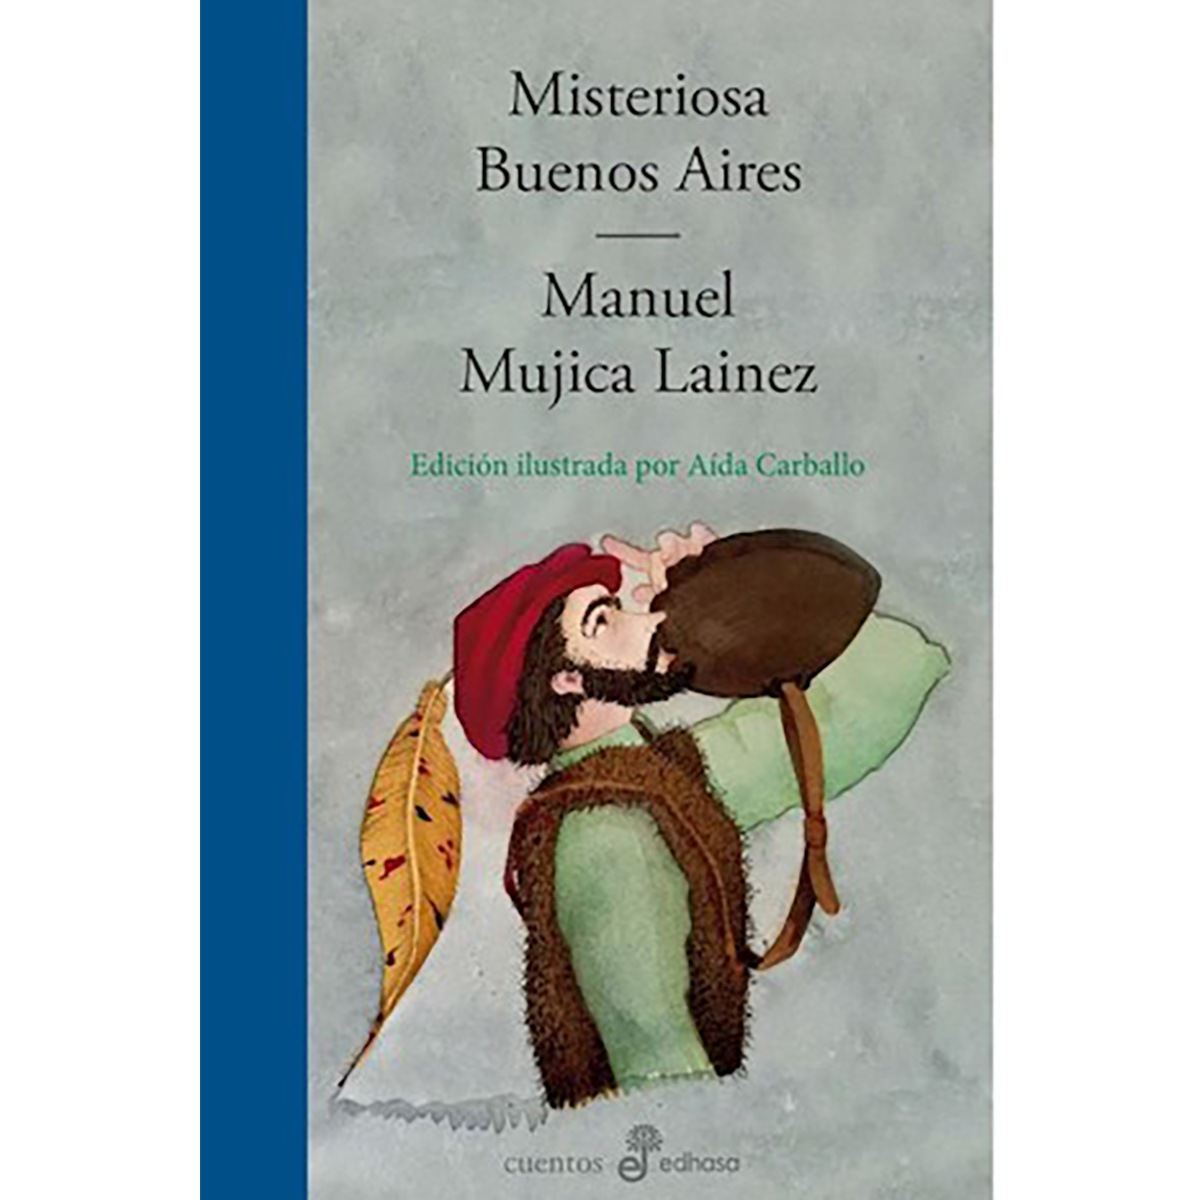 Misteriosa
Buenos Aires
Manuel
Mujica Lainez
Edición ilustrada por Aída Carballo
cuentos edhasa